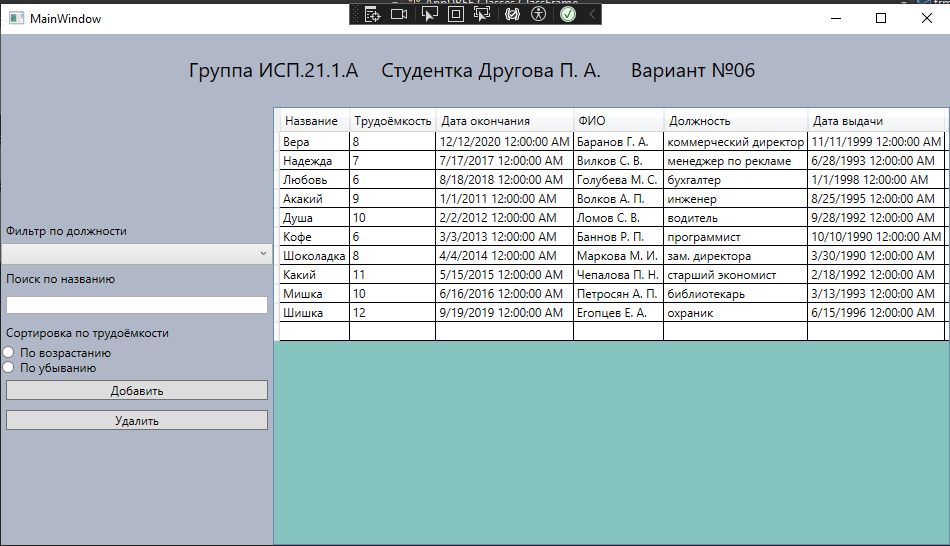 MainWindow
Группа ИСП.21.1.А Студентка Другова П. А. Вариант №06
Фильтр по должности
Поиск по названию
Сортировка по трудоёмкости
По возрастанию
По убыванию
Добавить
Удалить
Название Трудоёмкость Дата окончания ФИО Должность Дата выдачи
Вера 8 12/12/2020 12:00:00 AM Баранов Г. А. коммерческий директор 11/11/1999 12:00:00 AM
Надежда 7 7/17/2017 12:00:00 AM Вилков С. В. менеджер по рекламе 6/28/1993 12:00:00 AM
Любовь 6 8/18/2018 12:00:00 AM Голубева М. С. бухгалтер 1/1/1998 12:00:00 AM
Акакий 9 1/1/2011 12:00:00 AM Волков А. П. инженер 8/25/1995 12:00:00 AM
Душа 10 2/2/2012 12:00:00 AM Ломов С. В. водитель 9/28/1992 12:00:00 AM
Кофе 6 3/3/2013 12:00:00 AM Баннов Р. П. программист 10/10/1990 12:00:00 AM
Шоколадка 8 4/4/2014 12:00:00 AM Маркова М. И. зам. директора 3/30/1990 12:00:00 AM
Какий 11 5/15/2015 12:00:00 AM Чепалова П. Н. старший экономист 2/18/1992 12:00:00 AM
Мишка 10 6/16/2016 12:00:00 AM Петросян А. П. библиотекарь 3/13/1993 12:00:00 AM
Шишка 12 9/19/2019 12:00:00 AM Егопцев Е. А. охраник 6/15/1996 12:00:00 AM